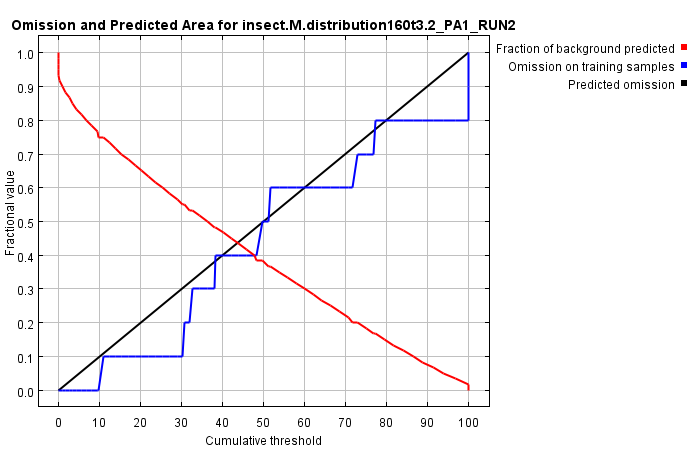 Omission and Predicted Area for insect.M.distribution160t3.2_PA1_RUN2
Fraction of background predicted
Omission on training samples
Predicted omission
1.0
0.9
0.8
0.7
0.6
0.5
0.4
0.3
0.2
0.1
0.0
Fractional value
0 10 20 30 40 50 60 70 80 90 100
Cumulative threshold